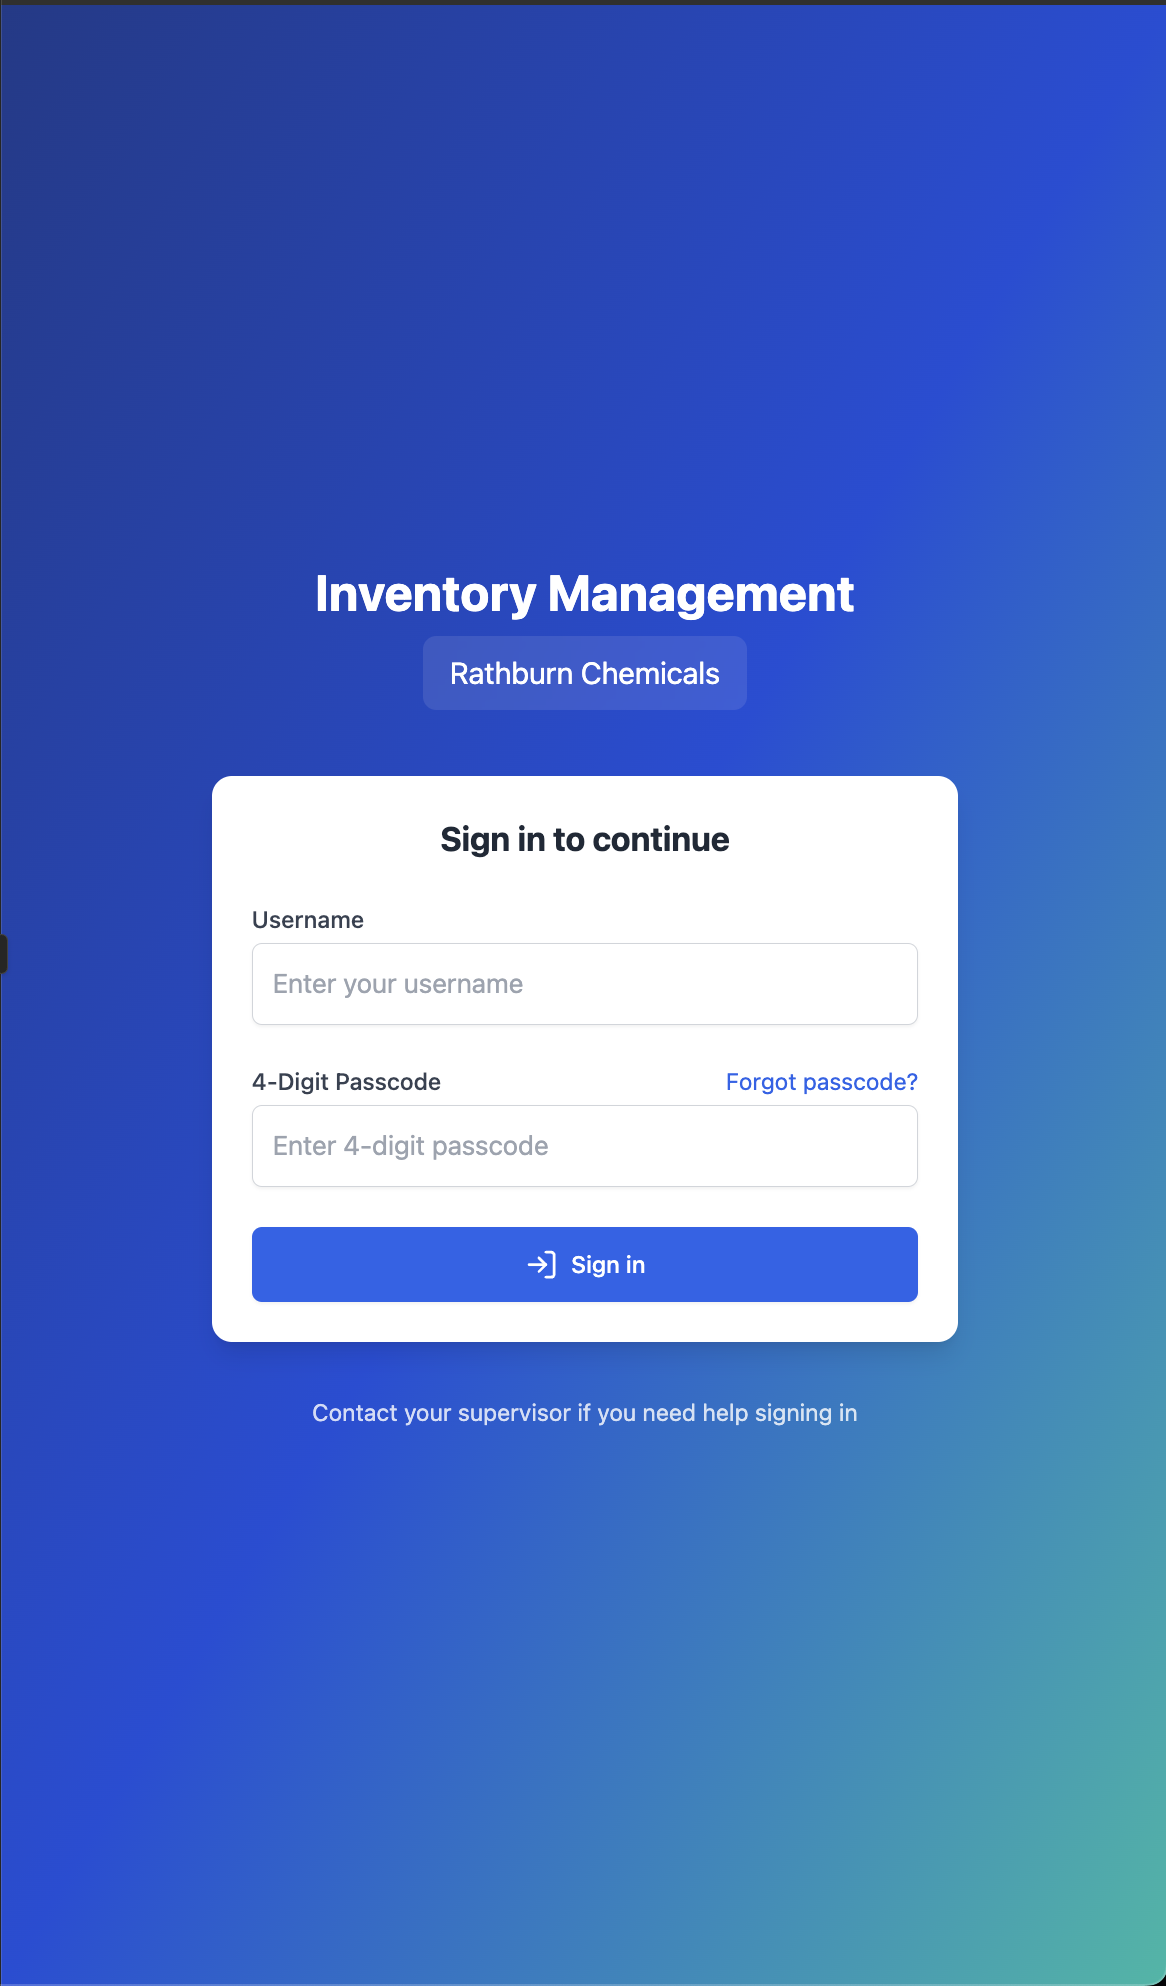 Inventory Management
Rathburn Chemicals
Sign in to continue
Username
Enter your username
4-Digit Passcode Forgot passcode?
Enter 4-digit passcode
Sign in
Contact your supervisor if you need help signing in